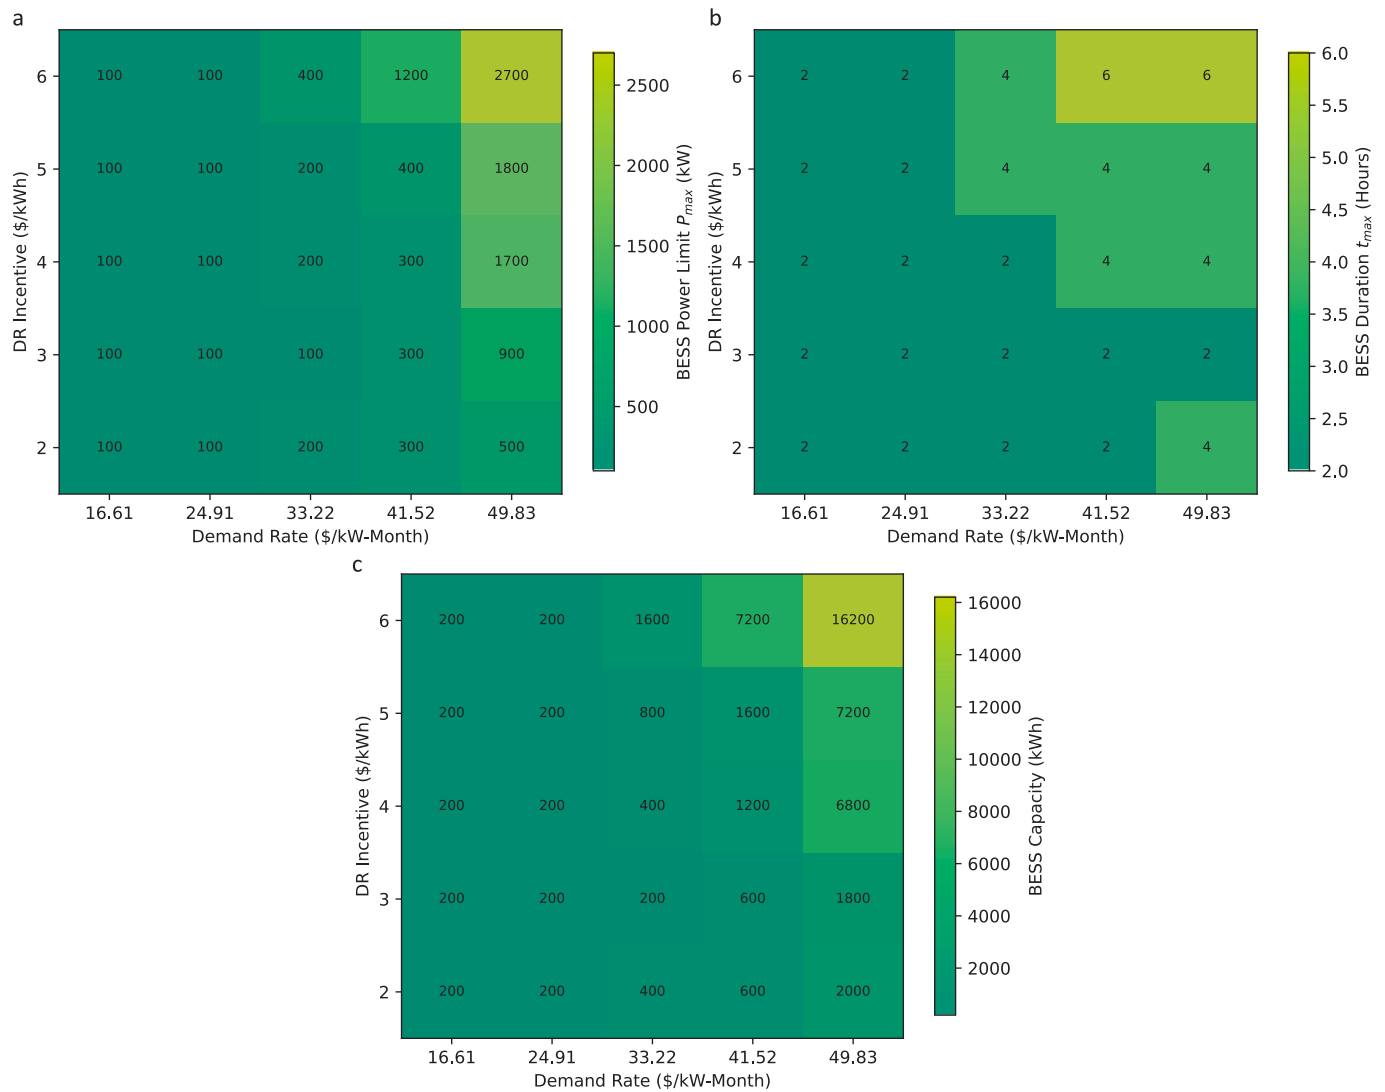 a
6 100 100 400 1200 2700
5 100 100 200 400 1800
4 100 100 200 300 1700
3 100 100 100 300 900
2 100 100 200 300 500
16.61 24.91 33.22 41.52 49.83
Demand Rate ($/kW-Month)
DR Incentive ($/kWh)
2500
2000
1500
1000
500
BESS Power Limit P_max (kW)
b
6 2 2 4 6 6
5 2 2 4 4 4
4 2 2 2 4 4
3 2 2 2 2 2
2 2 2 2 2 4
16.61 24.91 33.22 41.52 49.83
Demand Rate ($/kW-Month)
DR Incentive ($/kWh)
6.0
5.5
5.0
4.5
4.0
3.5
3.0
2.5
2.0
BESS Duration t_max (Hours)
c
6 200 200 1600 7200 16200
5 200 200 800 1600 7200
4 200 200 400 1200 6800
3 200 200 200 600 1800
2 200 200 400 600 2000
16.61 24.91 33.22 41.52 49.83
Demand Rate ($/kW-Month)
DR Incentive ($/kWh)
16000
14000
12000
10000
8000
6000
4000
2000
BESS Capacity (kWh)